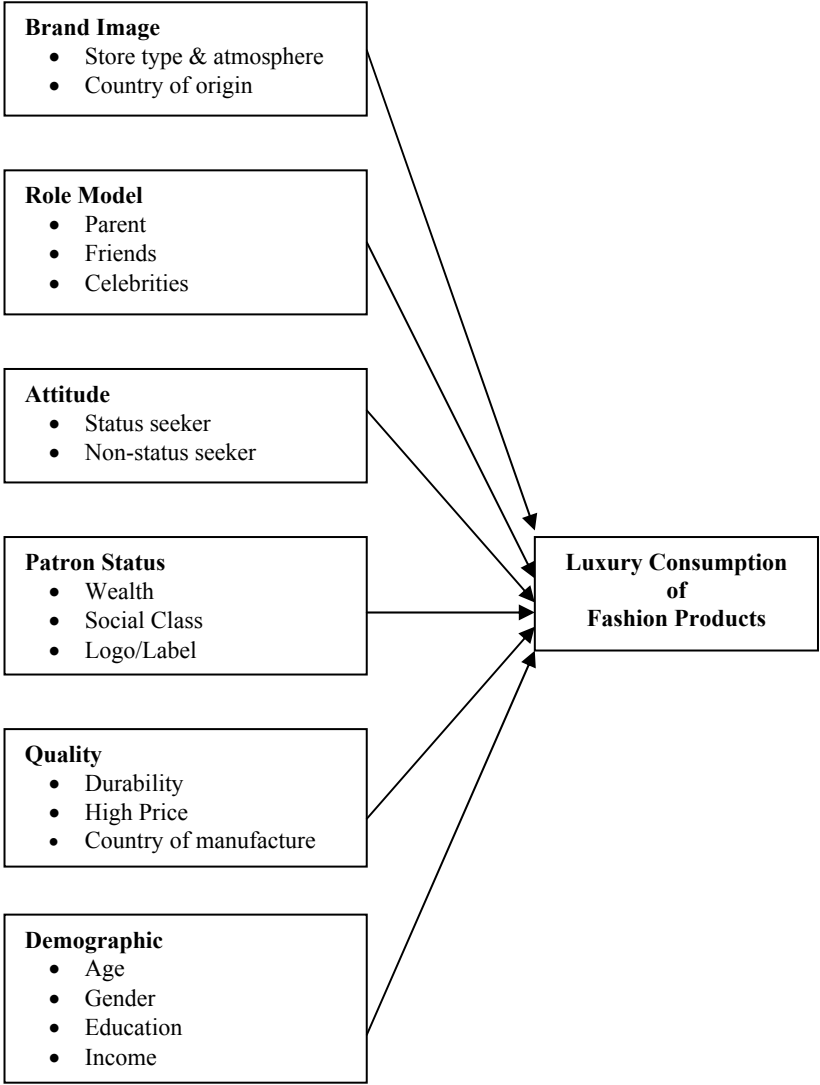 Brand Image
• Store type & atmosphere
• Country of origin
Role Model
• Parent
• Friends
• Celebrities
Attitude
• Status seeker
• Non-status seeker
Patron Status
• Wealth
• Social Class
• Logo/Label
Quality
• Durability
• High Price
• Country of manufacture
Demographic
• Age
• Gender
• Education
• Income
Luxury Consumption
of
Fashion Products